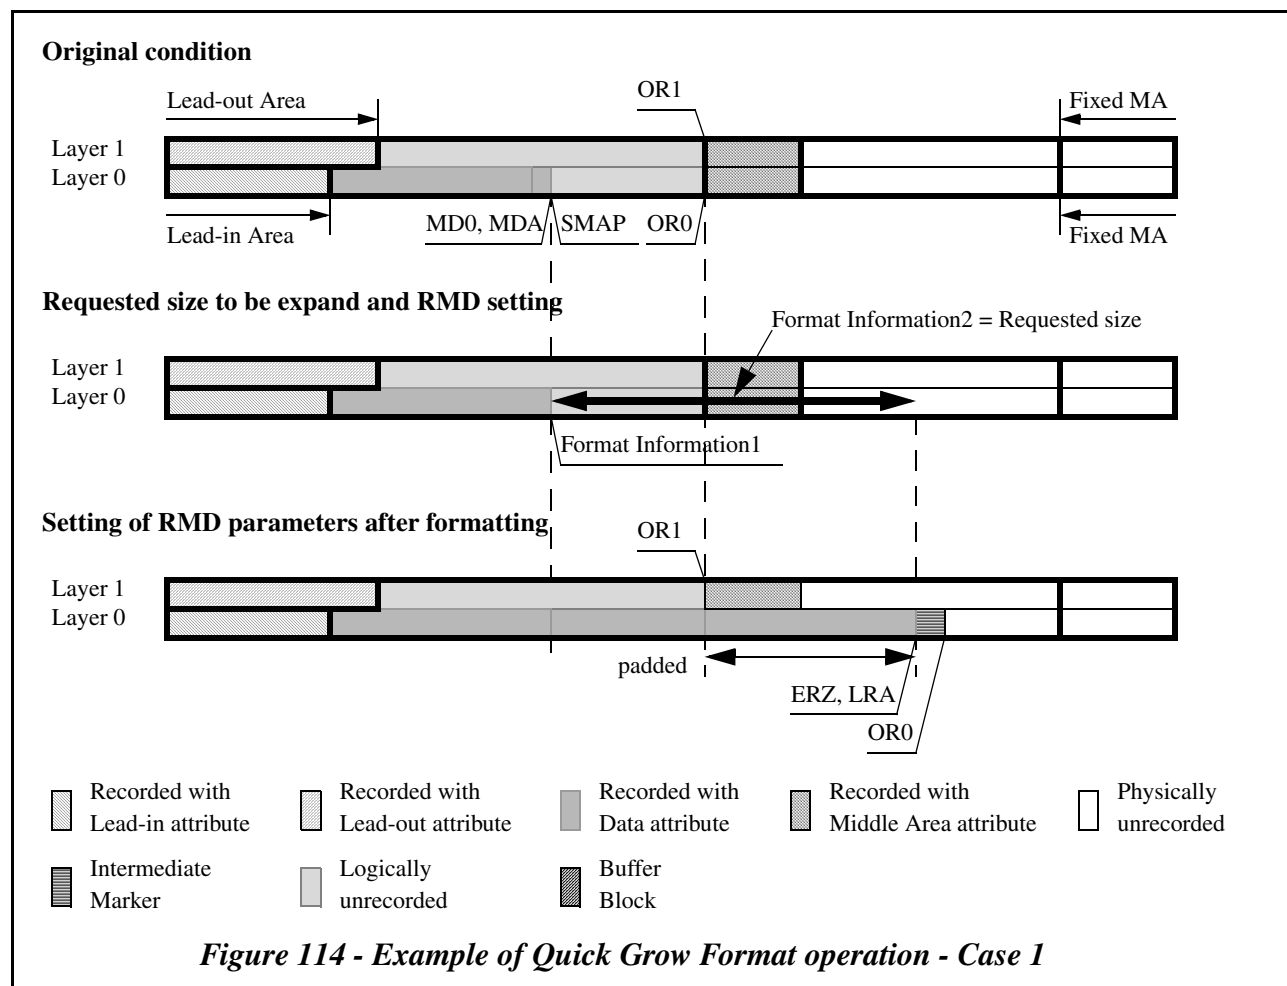 Original condition
Lead-out Area
OR1
Fixed MA
Layer 1
Layer 0
MD0, MDA
SMAP
OR0
Lead-in Area
Fixed MA
Requested size to be expand and RMD setting
Format Information2 = Requested size
Layer 1
Layer 0
Format Information1
Setting of RMD parameters after formatting
OR1
Layer 1
Layer 0
padded
ERZ, LRA
OR0
Recorded with
Lead-in attribute
Recorded with
Lead-out attribute
Recorded with
Data attribute
Recorded with
Middle Area attribute
Physically
unrecorded
Intermediate
Marker
Logically
unrecorded
Buffer
Block
Figure 114 - Example of Quick Grow Format operation - Case 1